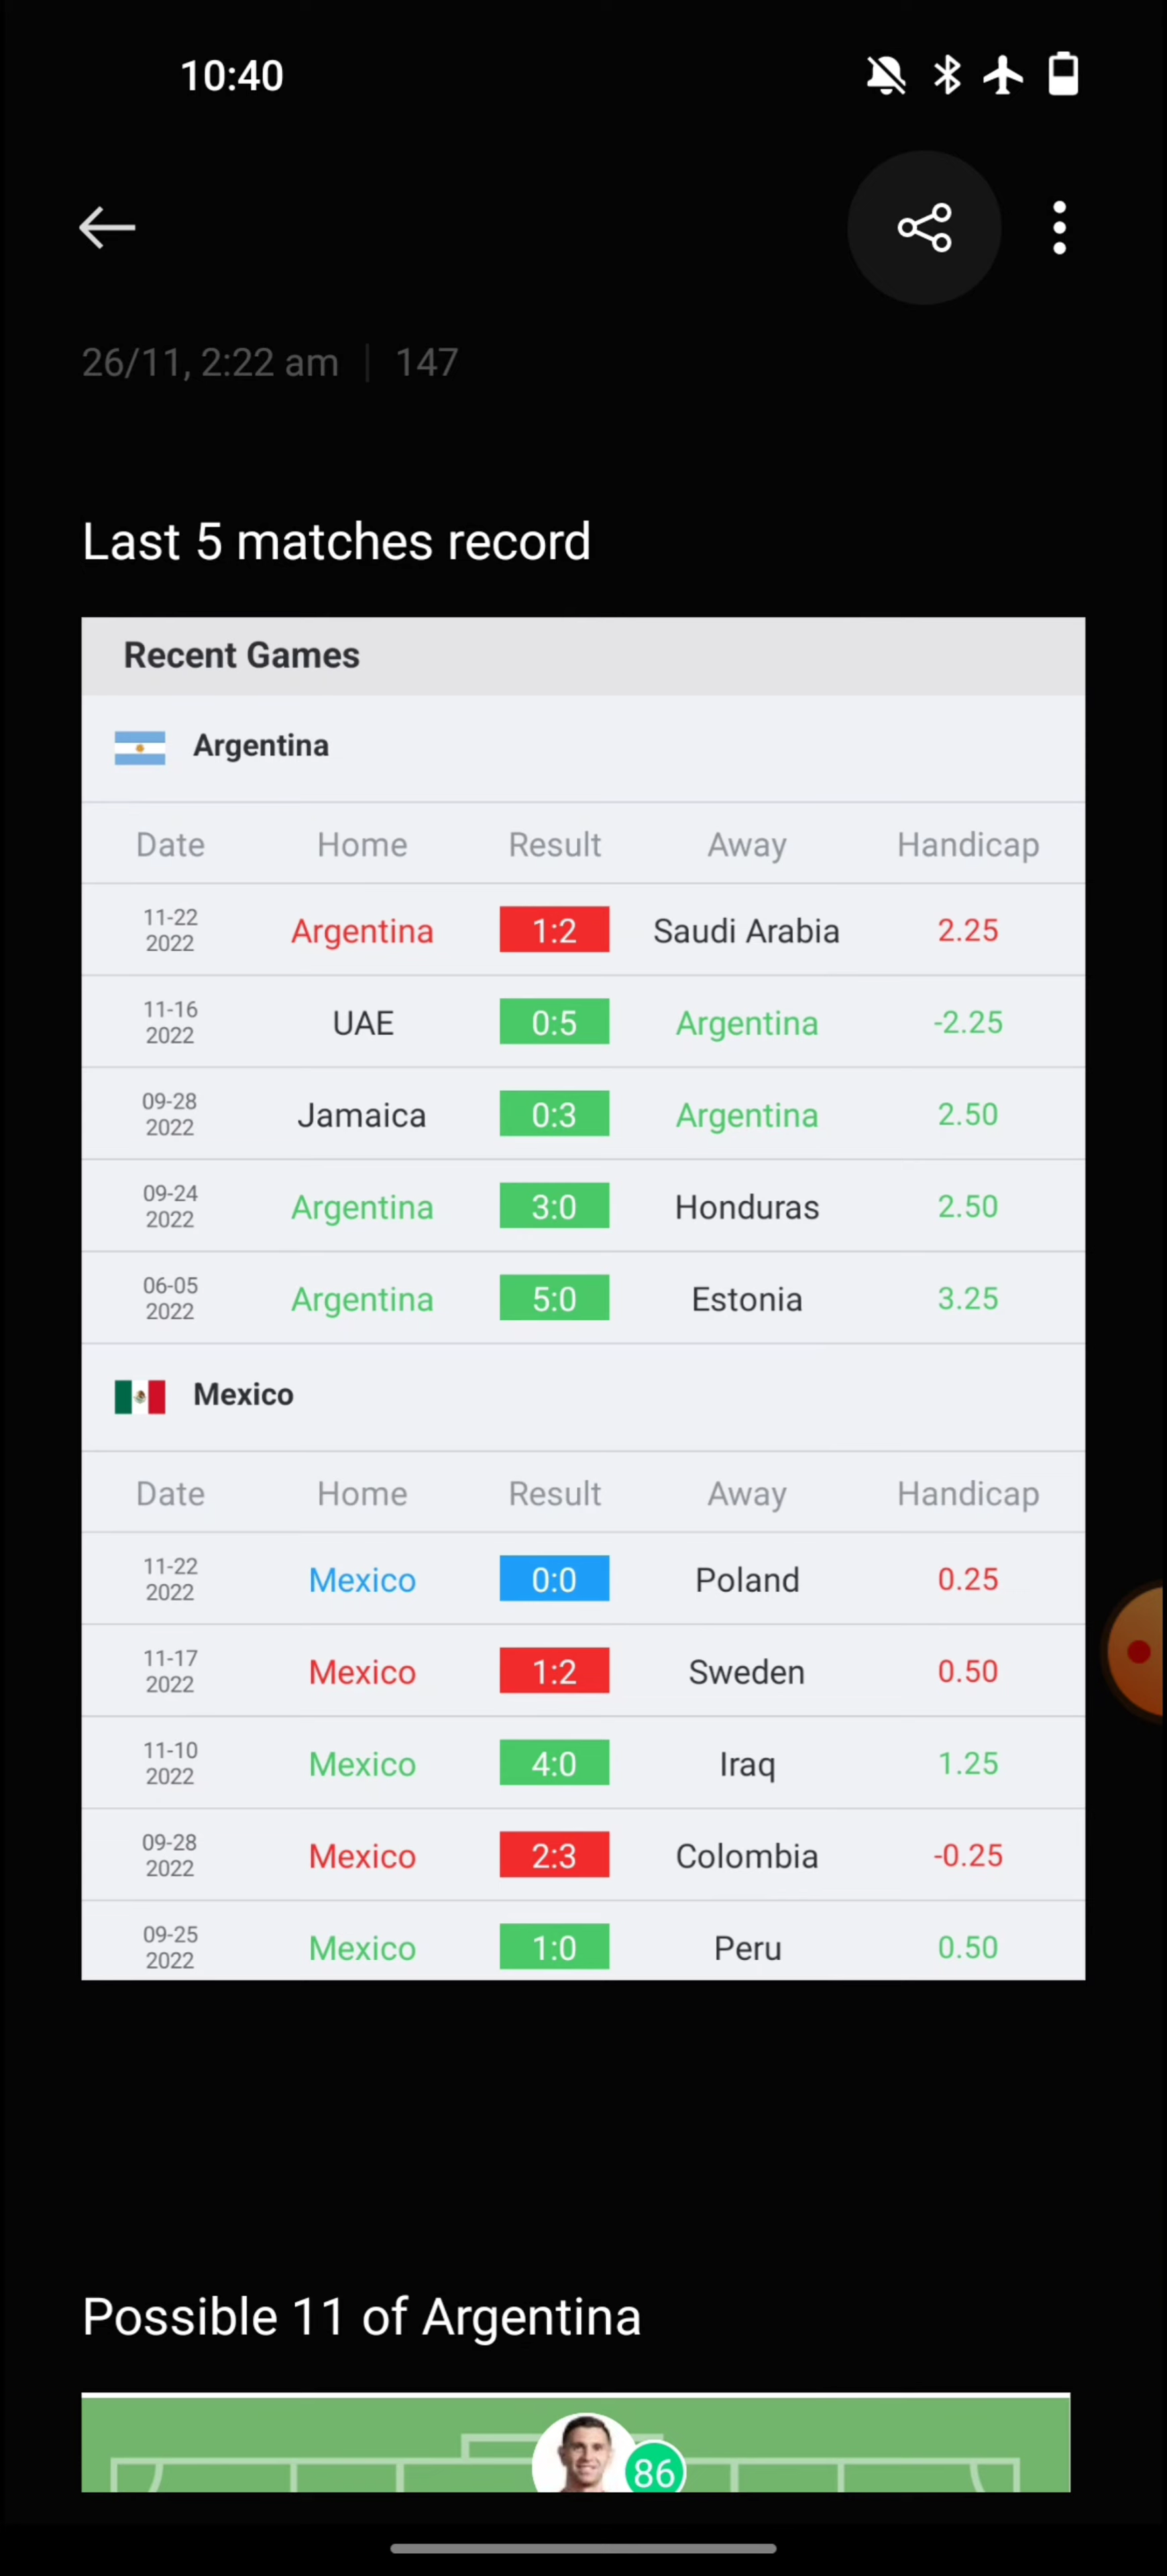 10:40
26/11, 2:22 am | 147
Last 5 matches record
Recent Games
Argentina
Date Home Result Away Handicap
11-22 2022 Argentina 1:2 Saudi Arabia 2.25
11-16 2022 UAE 0:5 Argentina -2.25
09-28 2022 Jamaica 0:3 Argentina 2.50
09-24 2022 Argentina 3:0 Honduras 2.50
06-05 2022 Argentina 5:0 Estonia 3.25
Mexico
Date Home Result Away Handicap
11-22 2022 Mexico 0:0 Poland 0.25
11-17 2022 Mexico 1:2 Sweden 0.50
11-10 2022 Mexico 4:0 Iraq 1.25
09-28 2022 Mexico 2:3 Colombia -0.25
09-25 2022 Mexico 1:0 Peru 0.50
Possible 11 of Argentina
86